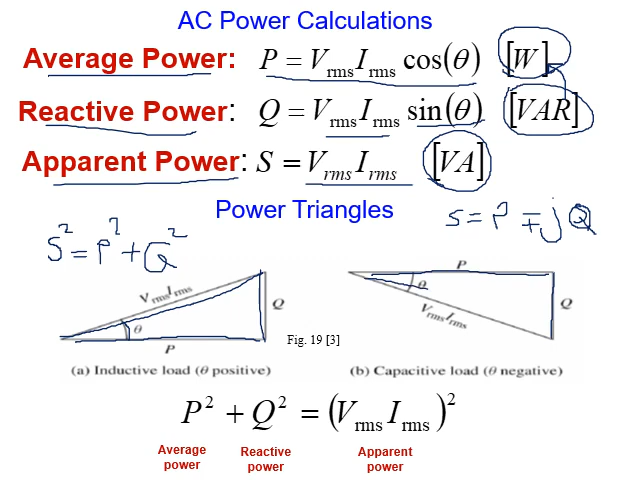 AC Power Calculations
Average Power: P = V_rms I_rms cos(θ) [W]
Reactive Power: Q = V_rms I_rms sin(θ) [VAR]
Apparent Power: S = V_rms I_rms [VA]
Power Triangles
S = P ∓ jQ
S² = P² + Q²
V_rms I_rms
θ
Q
P
P
θ
V_rms I_rms
Q
Fig. 19 [3]
(a) Inductive load (θ positive)
(b) Capacitive load (θ negative)
P² + Q² = (V_rms I_rms)²
Average power
Reactive power
Apparent power